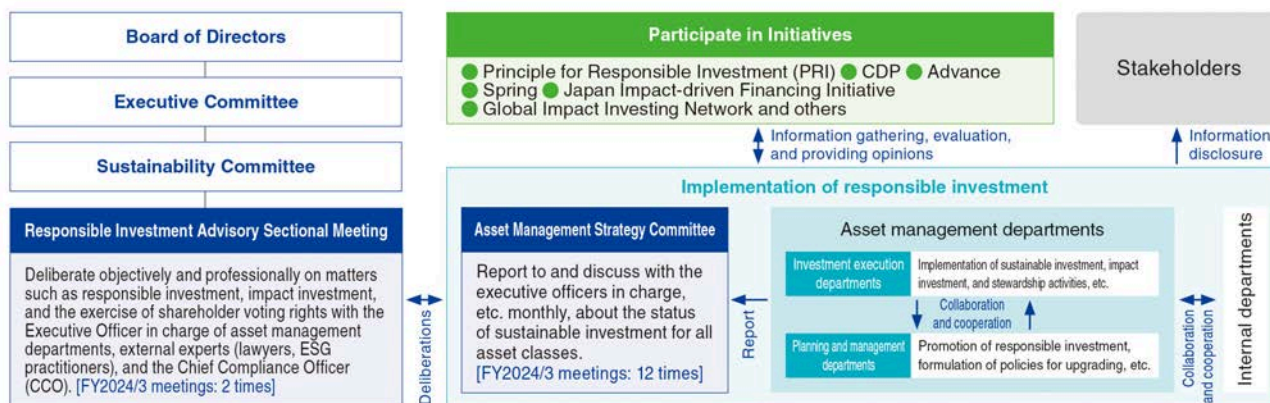 Board of Directors
Executive Committee
Sustainability Committee
Responsible Investment Advisory Sectional Meeting
Deliberate objectively and professionally on matters
such as responsible investment, impact investment,
and the exercise of shareholder voting rights with the
Executive Officer in charge of asset management
departments, external experts (lawyers, ESG
practitioners), and the Chief Compliance Officer
(CCO). [FY2024/3 meetings: 2 times]
Deliberations
Participate in Initiatives
● Principle for Responsible Investment (PRI) ● CDP ● Advance
● Spring ● Japan Impact-driven Financing Initiative
● Global Impact Investing Network and others
Information gathering, evaluation,
and providing opinions
Stakeholders
Information
disclosure
Implementation of responsible investment
Asset Management Strategy Committee
Report to and discuss with the
executive officers in charge,
etc. monthly, about the status
of sustainable investment for all
asset classes.
[FY2024/3 meetings: 12 times]
Report
Asset management departments
Investment execution
departments
Implementation of sustainable investment, impact
investment, and stewardship activities, etc.
Collaboration
and cooperation
Planning and management
departments
Promotion of responsible investment,
formulation of policies for upgrading, etc.
Collaboration
and cooperation
Internal departments